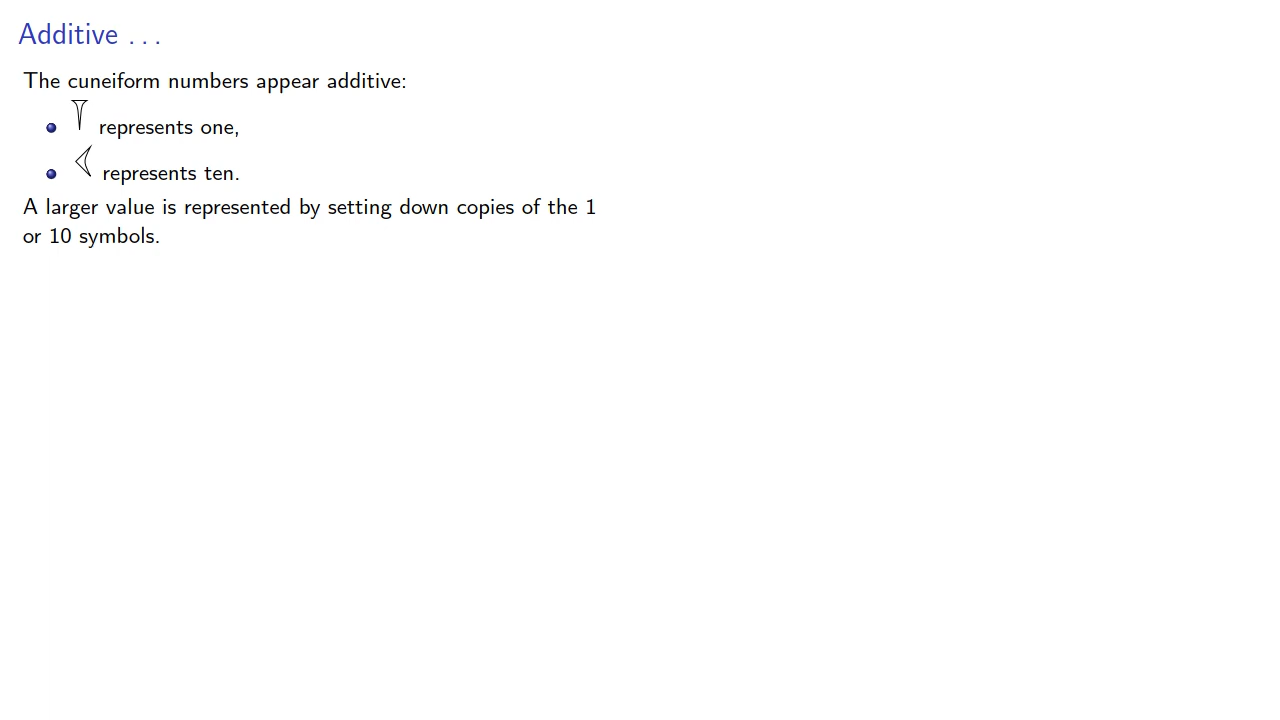 Additive ...
The cuneiform numbers appear additive:
• 𒁹 represents one,
• 𒌋 represents ten.
A larger value is represented by setting down copies of the 1
or 10 symbols.